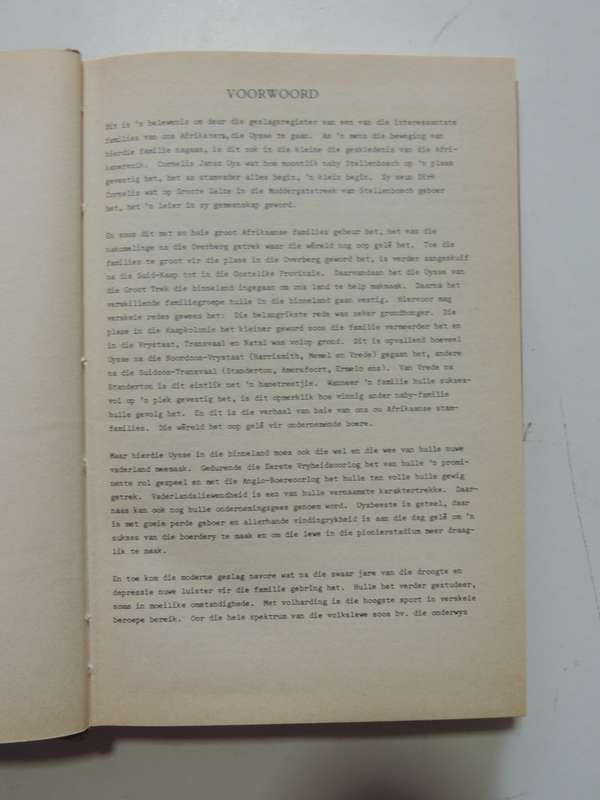 VOORWOORD
Dit is 'n belewenis om deur die geslagsregister van een van die interessantste
families van ons Afrikaners, die Uysse te gaan. As 'n mens die beweging van
hierdie familie nagaan, is dit ook in die kleine die geskiedenis van die Afri-
kanervolk. Cornelis Janse Uys wat hom moontlik naby Stellenbosch op 'n plaas
gevestig het, het as stamvader alles begin, 'n klein begin. Sy seun Dirk
Cornelis wat op Groote Zalze in die Moddergatstreek van Stellenbosch gebore
het, het 'n leier in sy gemeenskap geword.
En soos dit met so baie groot Afrikaanse families gebeur het, het van die
nakomelinge na die Overberg getrek waar die wêreld nog oop gelê het. Toe die
families te groot vir die plase in die Overberg geword het, is verder aangeskuif
na die Suid-Kaap tot in die Oostelike Provinsie. Daarvandaan het die Uysse van
die Groot Trek die binneland ingegaan om ons land te help makmaak. Daarna het
verskillende familiegroepe hulle in die binneland gaan vestig. Hiervoor mag
verskeie redes gewees het: Die belangrikste rede was seker grondhonger. Die
plase in die Kaapkolonie het kleiner geword soos die familie vermeerder het en
in die Vrystaat, Transvaal en Natal was volop grond. Dit is opvallend hoeveel
Uysse na die Noordoos-Vrystaat (Harrismith, Memel en Vrede) gegaan het, andere
na die Suidoos-Transvaal (Standerton, Amersfoort, Ermelo ens). Van Vrede na
Standerton is dit eintlik net 'n hanetreetjie. Wanneer 'n familie hulle sukses-
vol op 'n plek gevestig het, is dit opmerklik hoe vinnig ander naby-familie
hulle gevolg het. En dit is die verhaal van baie van ons ou Afrikaanse stam-
families. Die wêreld het oop gelê vir ondernemende boere.
Maar hierdie Uysse in die binneland moes ook die wel en die wee van hulle nuwe
vaderland meemaak. Gedurende die Eerste Vryheidsoorlog het van hulle 'n promi-
nente rol gespeel en met die Anglo-Boereoorlog het hulle ten volle hulle gewig
getrek. Vaderlandsliewendheid is een van hulle vernaamste karaktertrekke. Daar-
naas kan ook nog hulle ondernemingsgees genoem word. Uysbeeste is geteel, daar
is met goeie perde geboer en allerhande vindingrykheid is aan die dag gelê om 'n
sukses van die boerdery te maak en om die lewe in die pionierstadium meer draag-
lik te maak.
En toe kom die moderne geslag navore wat na die swaar jare van die droogte en
depressie nuwe luister vir die familie gebring het. Hulle het verder gestudeer,
soms in moeilike omstandighede. Met volharding is die hoogste sport in verskeie
beroepe bereik. Oor die hele spektrum van die volkslewe soos bv. die onderwys